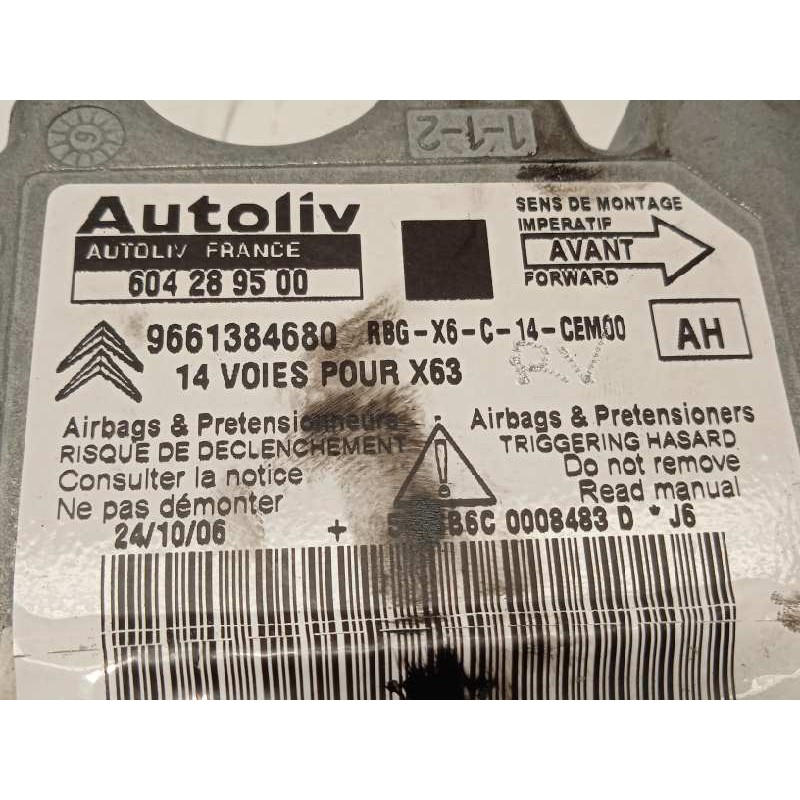 1-1-2
Autoliv
AUTOLIV FRANCE
604 28 95 00
SENS DE MONTAGE
IMPERATIF
AVANT
FORWARD
9661384680 RBG-X6-C-14-CEM00
AH
14 VOIES POUR X63
RV
Airbags & Pretensionneurs
RISQUE DE DECLENCHEMENT
Consulter la notice
Ne pas démonter
Airbags & Pretensioners
TRIGGERING HASARD
Do not remove
Read manual
24/10/06 + B6C 0008483 D * J6